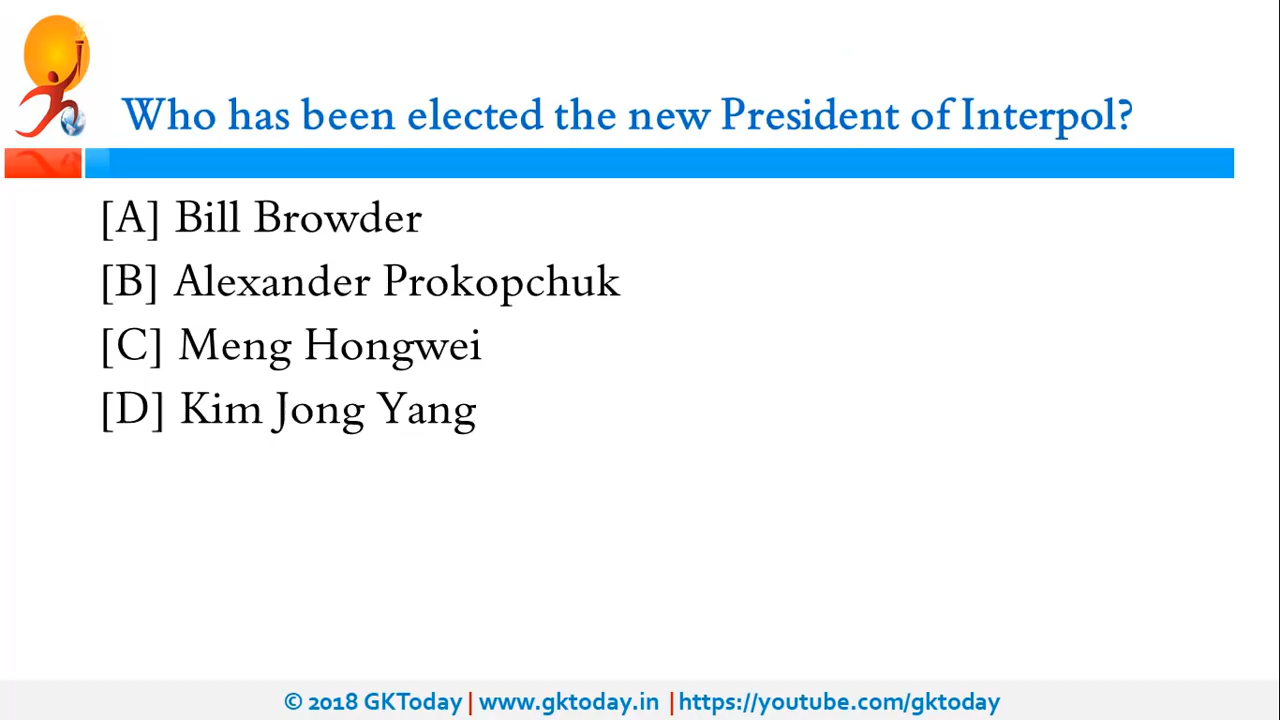 Who has been elected the new President of Interpol?
[A] Bill Browder
[B] Alexander Prokopchuk
[C] Meng Hongwei
[D] Kim Jong Yang
© 2018 GKToday | www.gktoday.in | https://youtube.com/gktoday